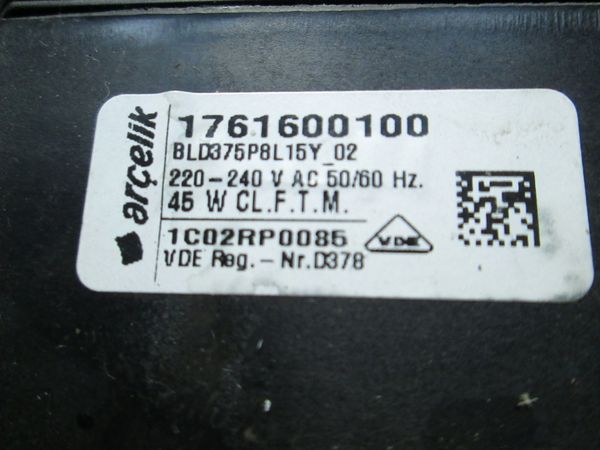 arçelik
1761600100
BLD375P8L15Y_02
220-240 V AC 50/60 Hz.
45 W CL.F.T.M.
1C02RP0085
VDE
VDE Reg.-Nr.D378